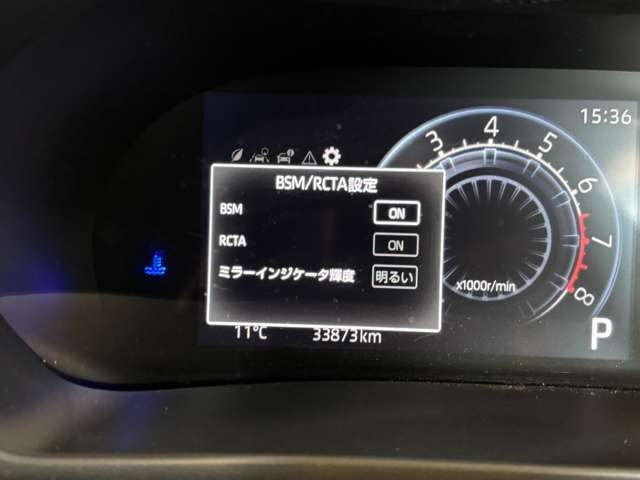 15:36
3 4 5 6 7 8
x1000r/min
BSM/RCTA設定
BSM ON
RCTA ON
ミラーインジケータ輝度 明るい
11℃ 33873km
P